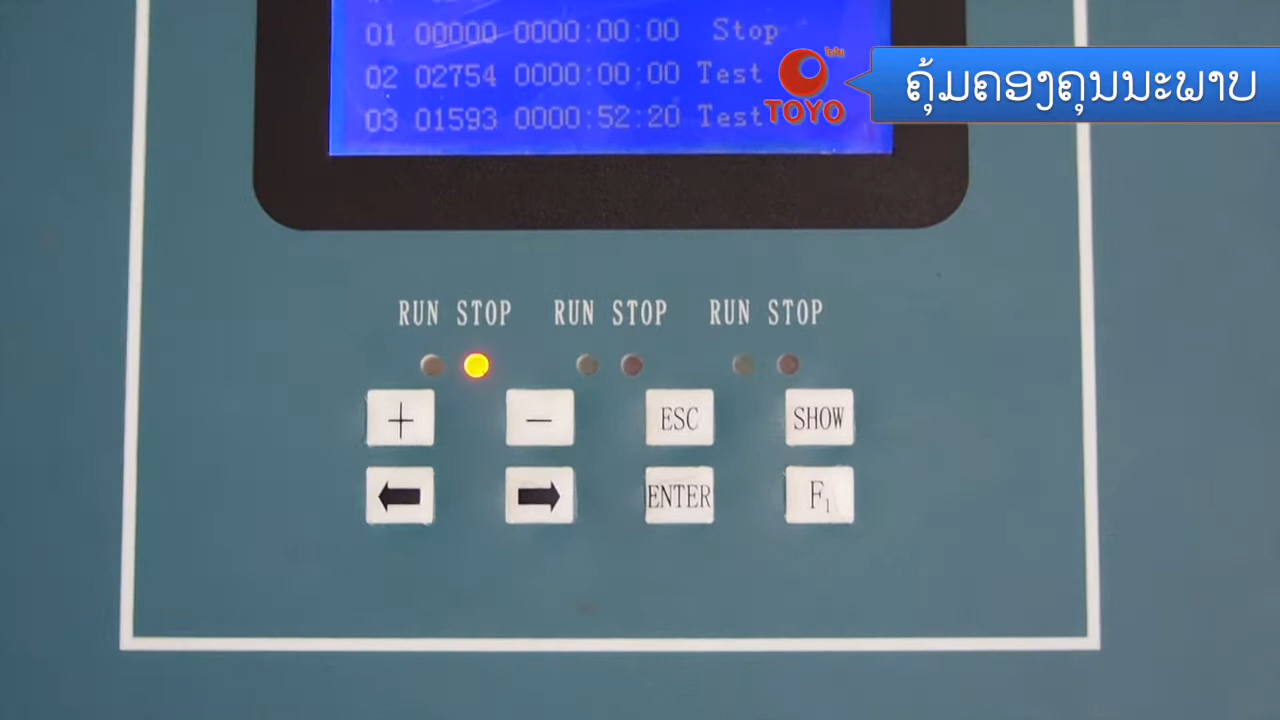 01 00000 0000:00:00 Stop
02 02754 0000:00:00 Test
03 01593 0000:52:20 Test
TOYO
ຄຸ້ມຄອງຄຸນນະພາບ
RUN STOP RUN STOP RUN STOP
+ - ESC SHOW
ENTER F1